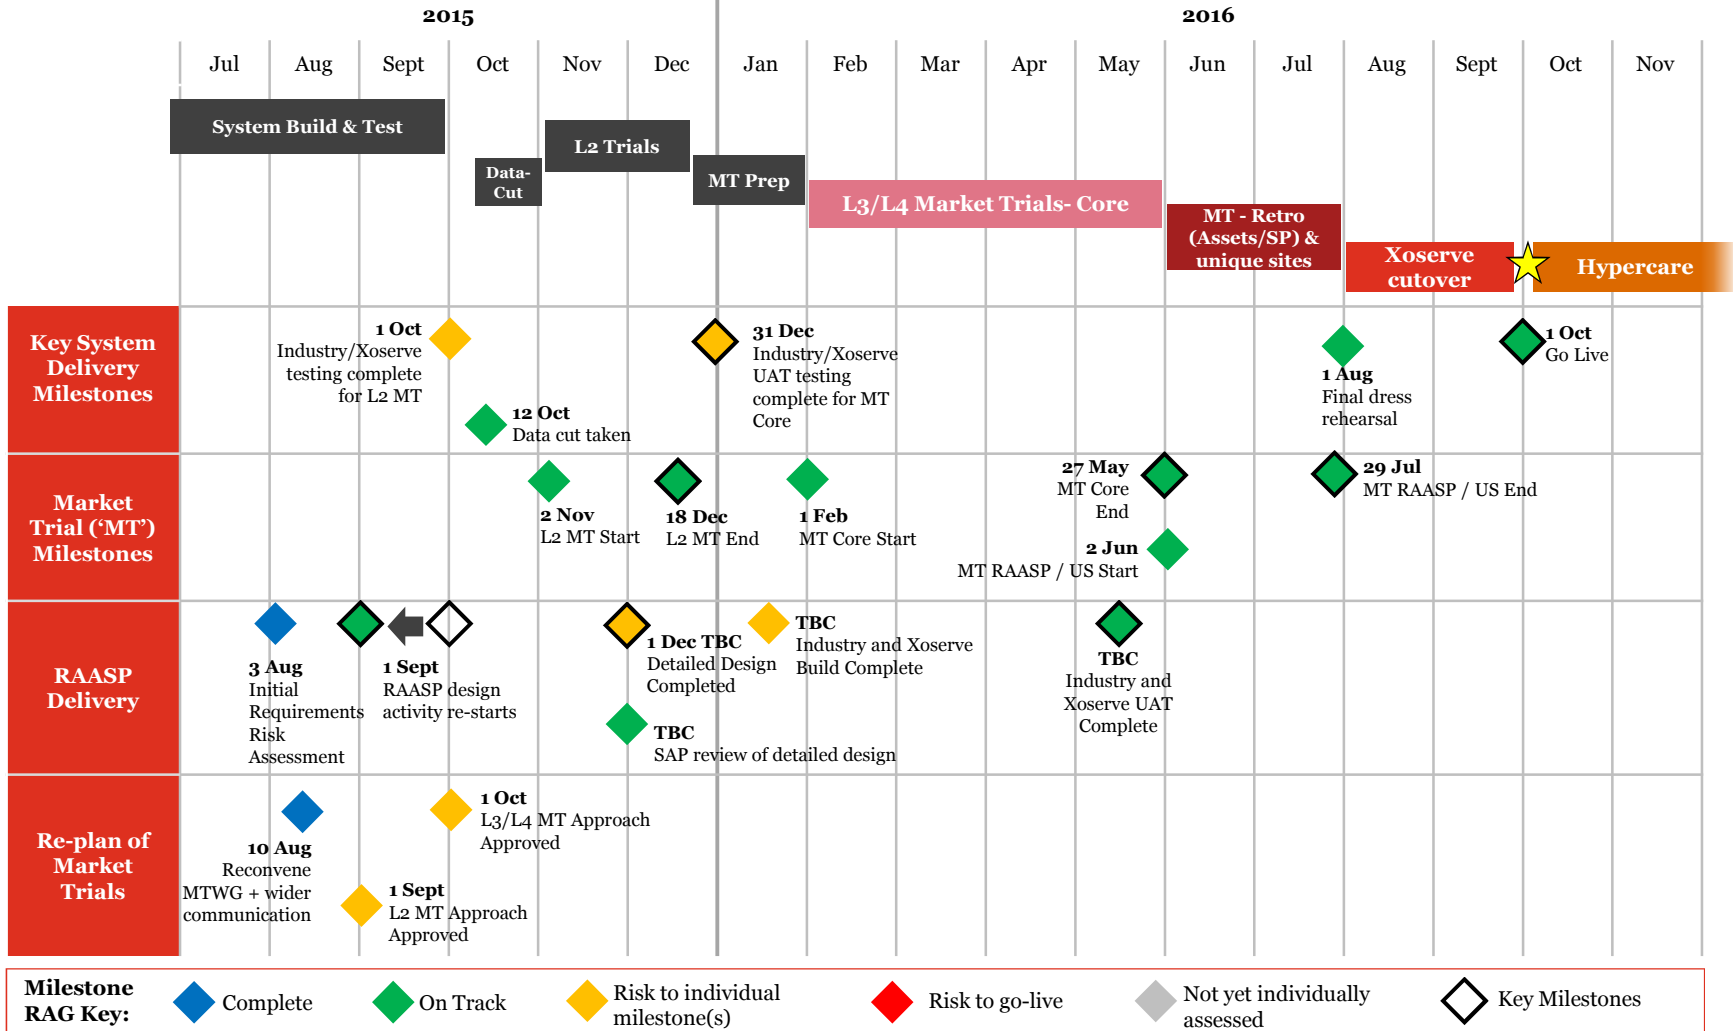 2015
2016
Jul
Aug
Sept
Oct
Nov
Dec
Jan
Feb
Mar
Apr
May
Jun
Jul
Aug
Sept
Oct
Nov
System Build & Test
Data-
Cut
L2 Trials
MT Prep
L3/L4 Market Trials- Core
MT - Retro
(Assets/SP) &
unique sites
Xoserve
cutover
Hypercare
Key System
Delivery
Milestones
1 Oct
Industry/Xoserve
testing complete
for L2 MT
12 Oct
Data cut taken
31 Dec
Industry/Xoserve
UAT testing
complete for MT
Core
1 Aug
Final dress
rehearsal
1 Oct
Go Live
Market
Trial (‘MT’)
Milestones
2 Nov
L2 MT Start
18 Dec
L2 MT End
1 Feb
MT Core Start
27 May
MT Core
End
2 Jun
MT RAASP / US Start
29 Jul
MT RAASP / US End
RAASP
Delivery
3 Aug
Initial
Requirements
Risk
Assessment
1 Sept
RAASP design
activity re-starts
1 Dec TBC
Detailed Design
Completed
TBC
SAP review of detailed design
TBC
Industry and Xoserve
Build Complete
TBC
Industry and
Xoserve UAT
Complete
Re-plan of
Market
Trials
10 Aug
Reconvene
MTWG + wider
communication
1 Sept
L2 MT Approach
Approved
1 Oct
L3/L4 MT Approach
Approved
Milestone
RAG Key:
Complete
On Track
Risk to individual
milestone(s)
Risk to go-live
Not yet individually
assessed
Key Milestones